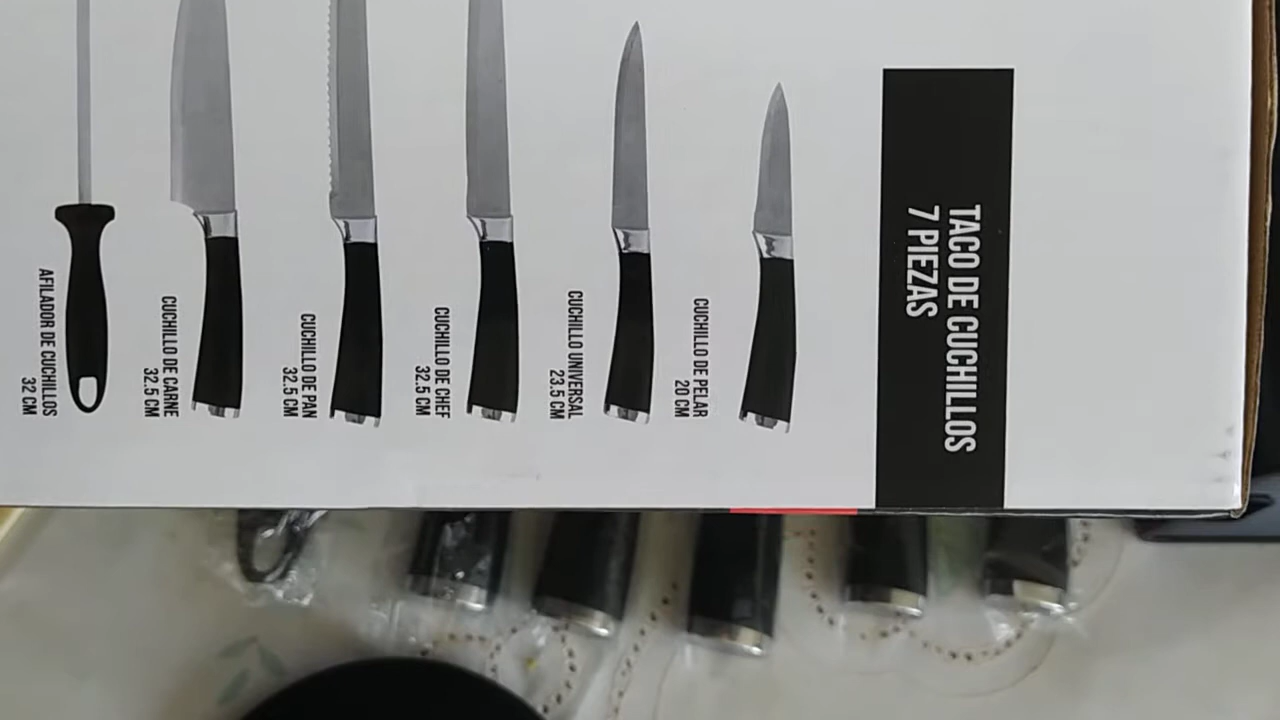 TACO DE CUCHILLOS
7 PIEZAS
CUCHILLO DE PELAR
20 CM
CUCHILLO UNIVERSAL
23.5 CM
CUCHILLO DE CHEF
32.5 CM
CUCHILLO DE PAN
32.5 CM
CUCHILLO DE CARNE
32.5 CM
AFILADOR DE CUCHILLOS
32 CM